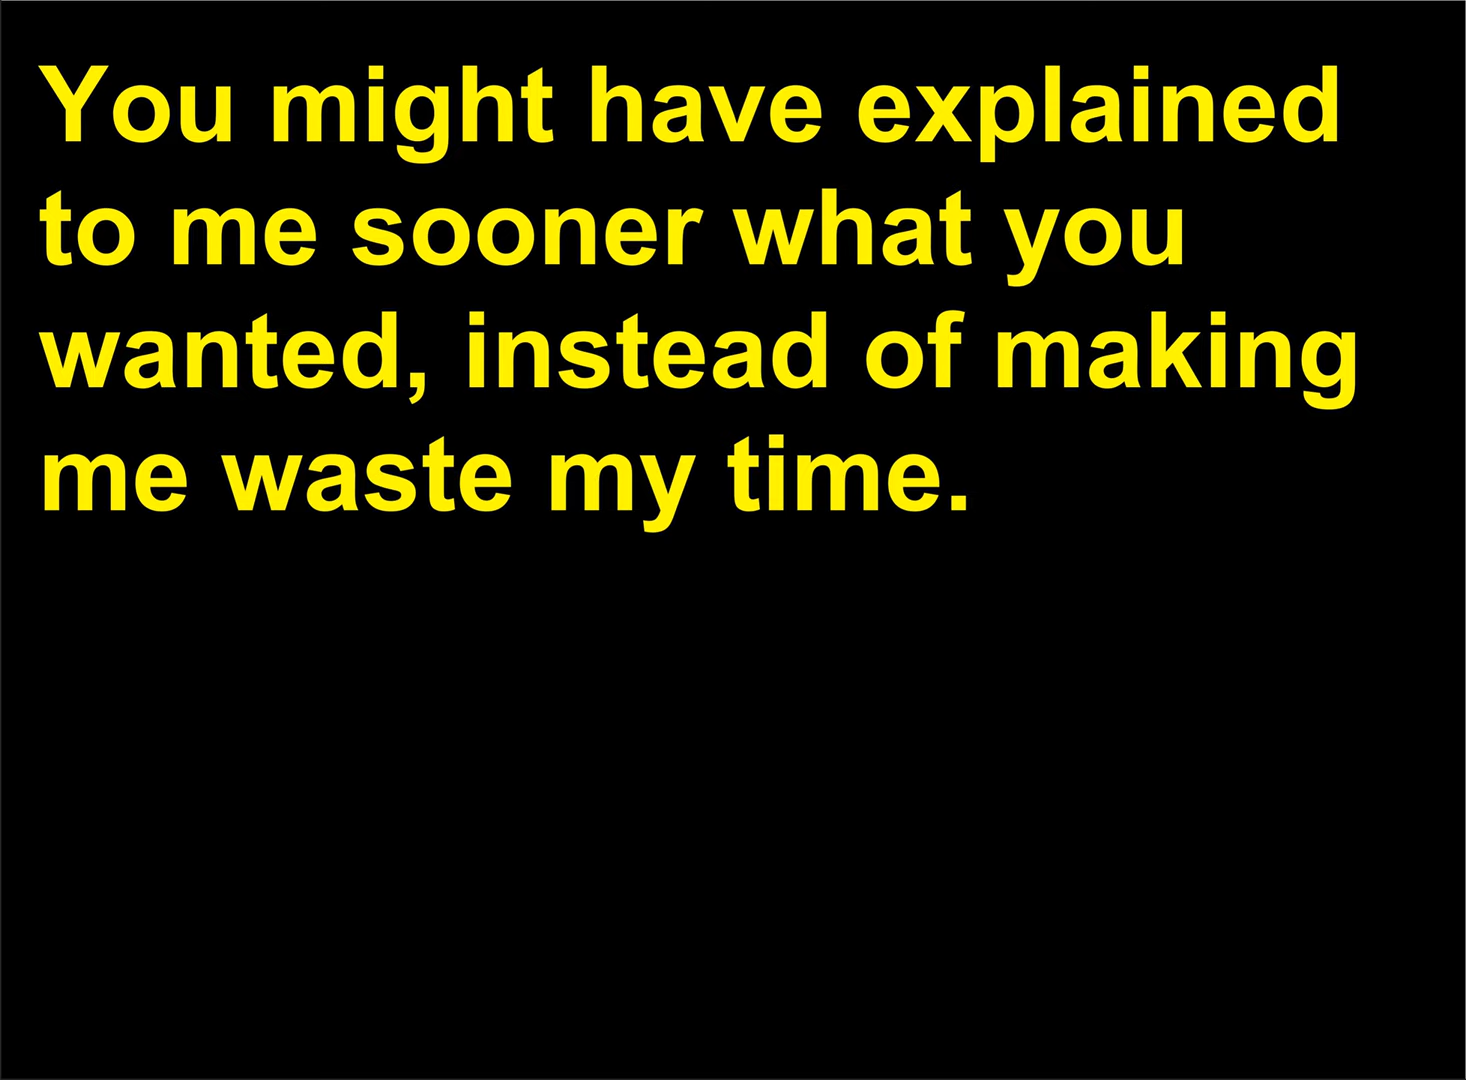 You might have explained
to me sooner what you
wanted, instead of making
me waste my time.